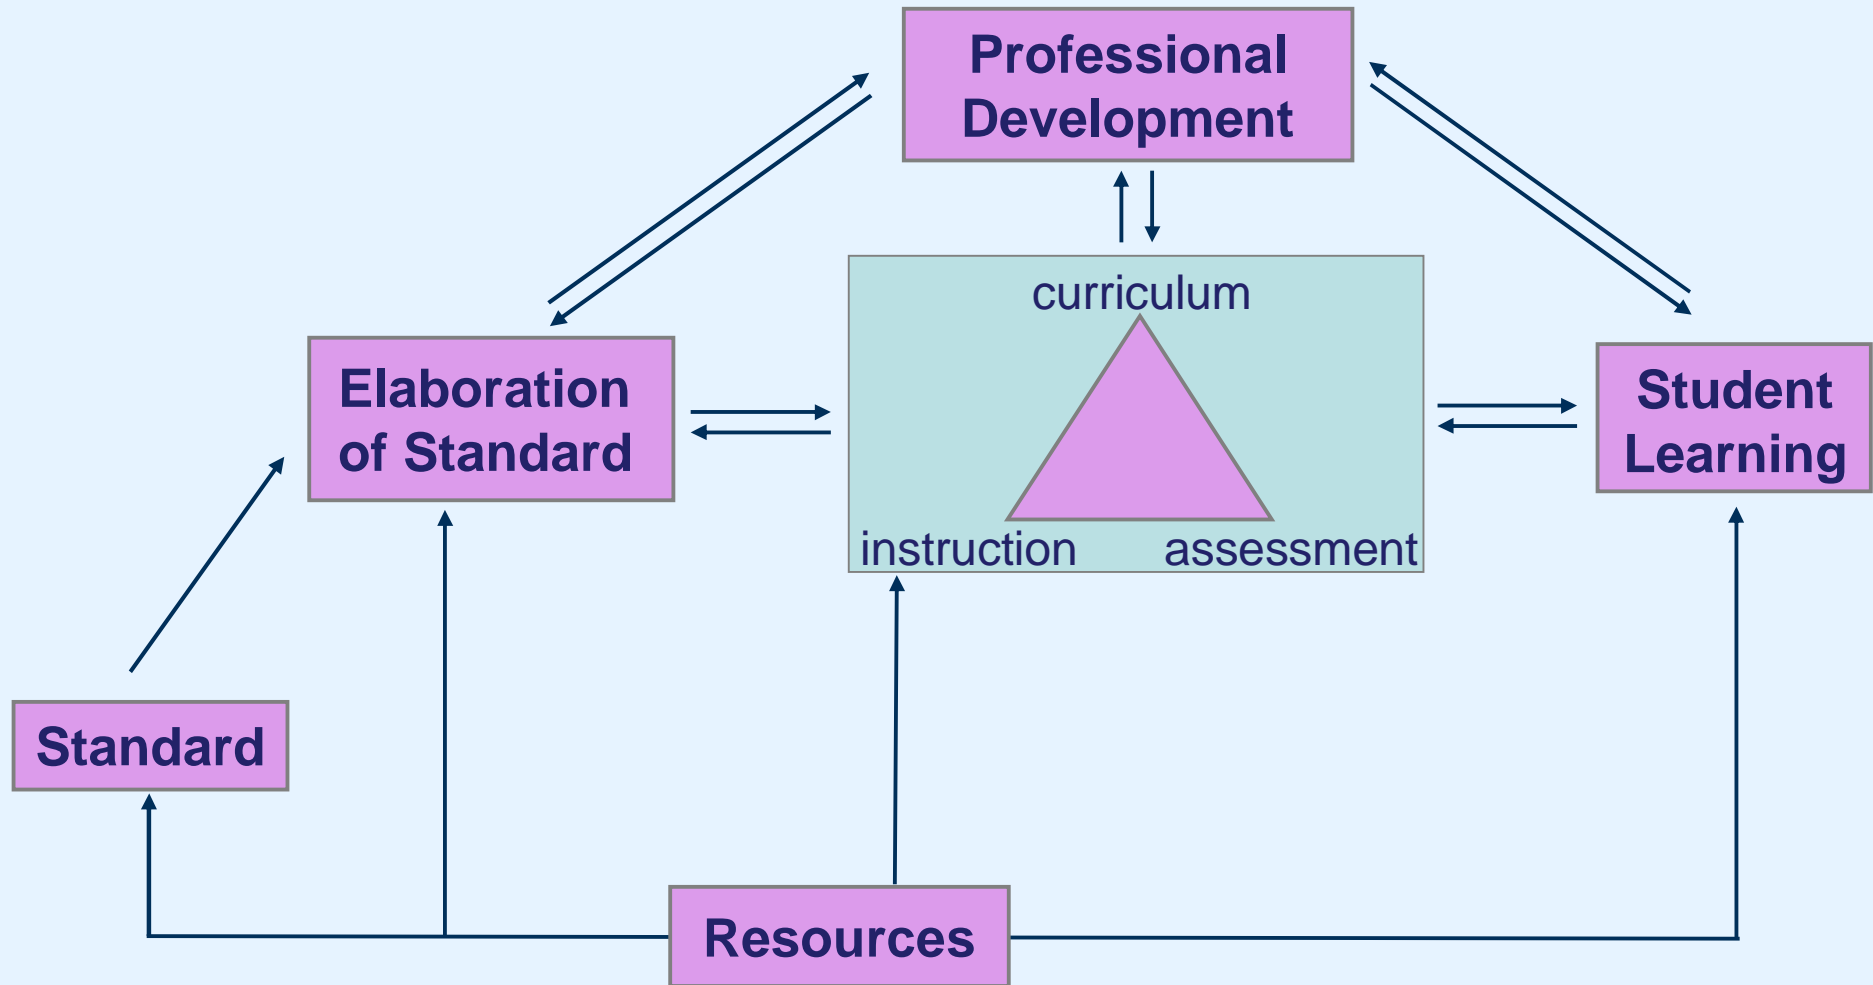 Professional
Development
curriculum
Elaboration
of Standard
Student
Learning
instruction
assessment
Standard
Resources